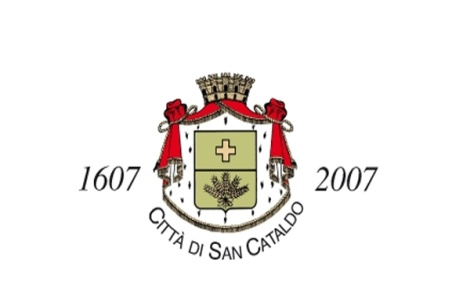 1607 2007
CITTÀ DI SAN CATALDO